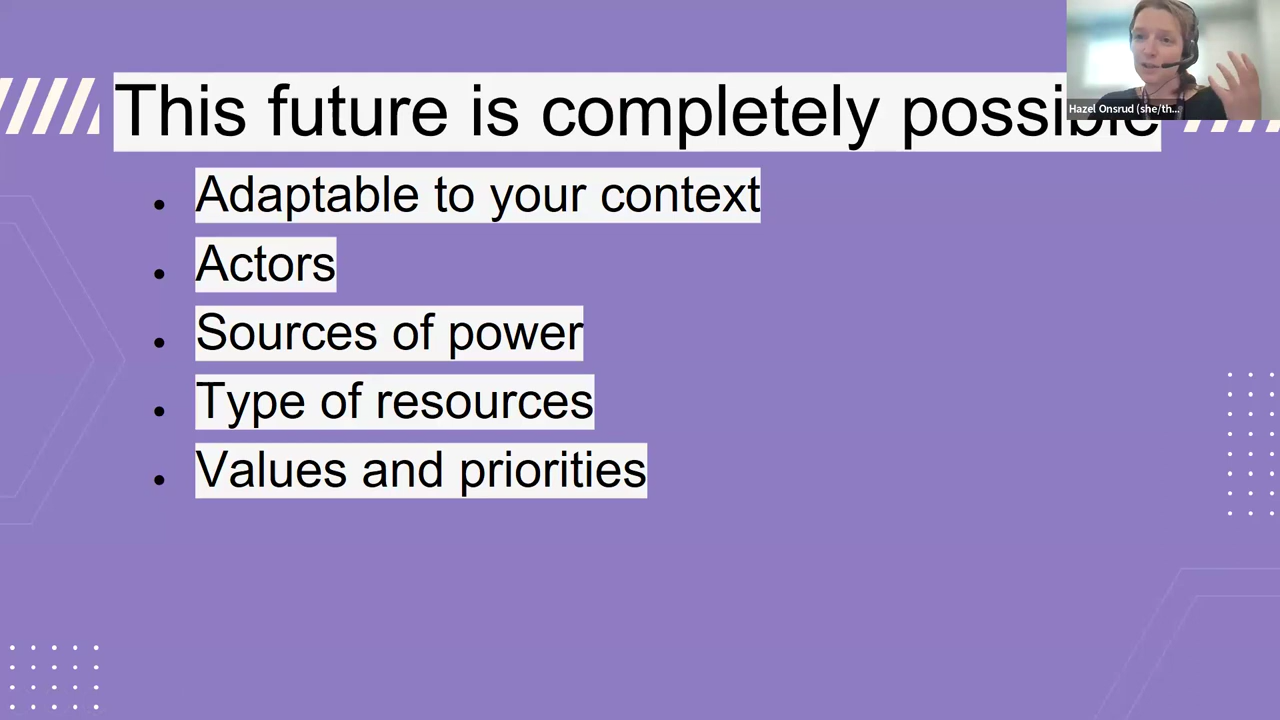 This future is completely possible
Hazel Onsrud (she/th...
Adaptable to your context
Actors
Sources of power
Type of resources
Values and priorities